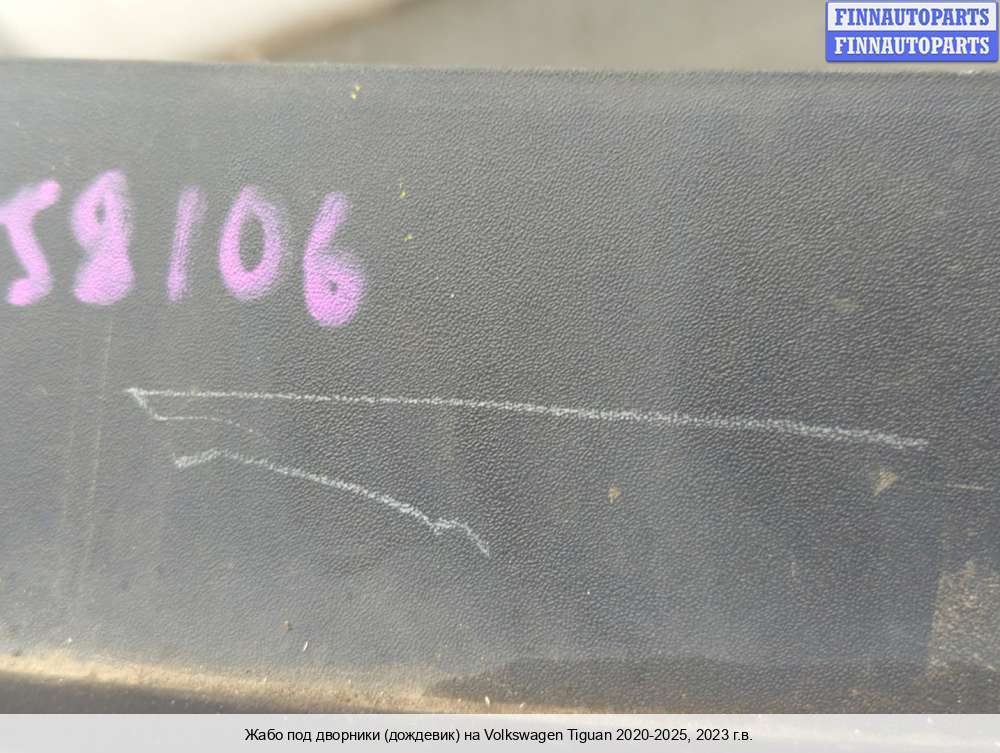 FINNAUTOPARTS
FINNAUTOPARTS
58106
Жабо под дворники (дождевик) на Volkswagen Tiguan 2020-2025, 2023 г.в.